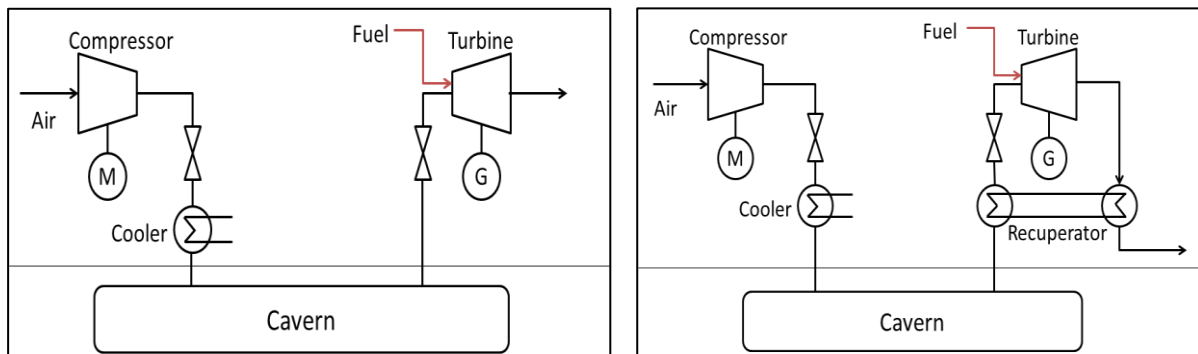 Compressor
Fuel
Turbine
Air
M
G
Cooler
Cavern
Compressor
Fuel
Turbine
Air
M
G
Cooler
Recuperator
Cavern